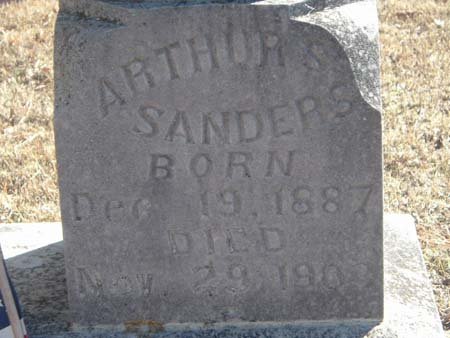 ARTHUR S
SANDERS
BORN
Dec 19, 1887
DIED
Nov. 29,